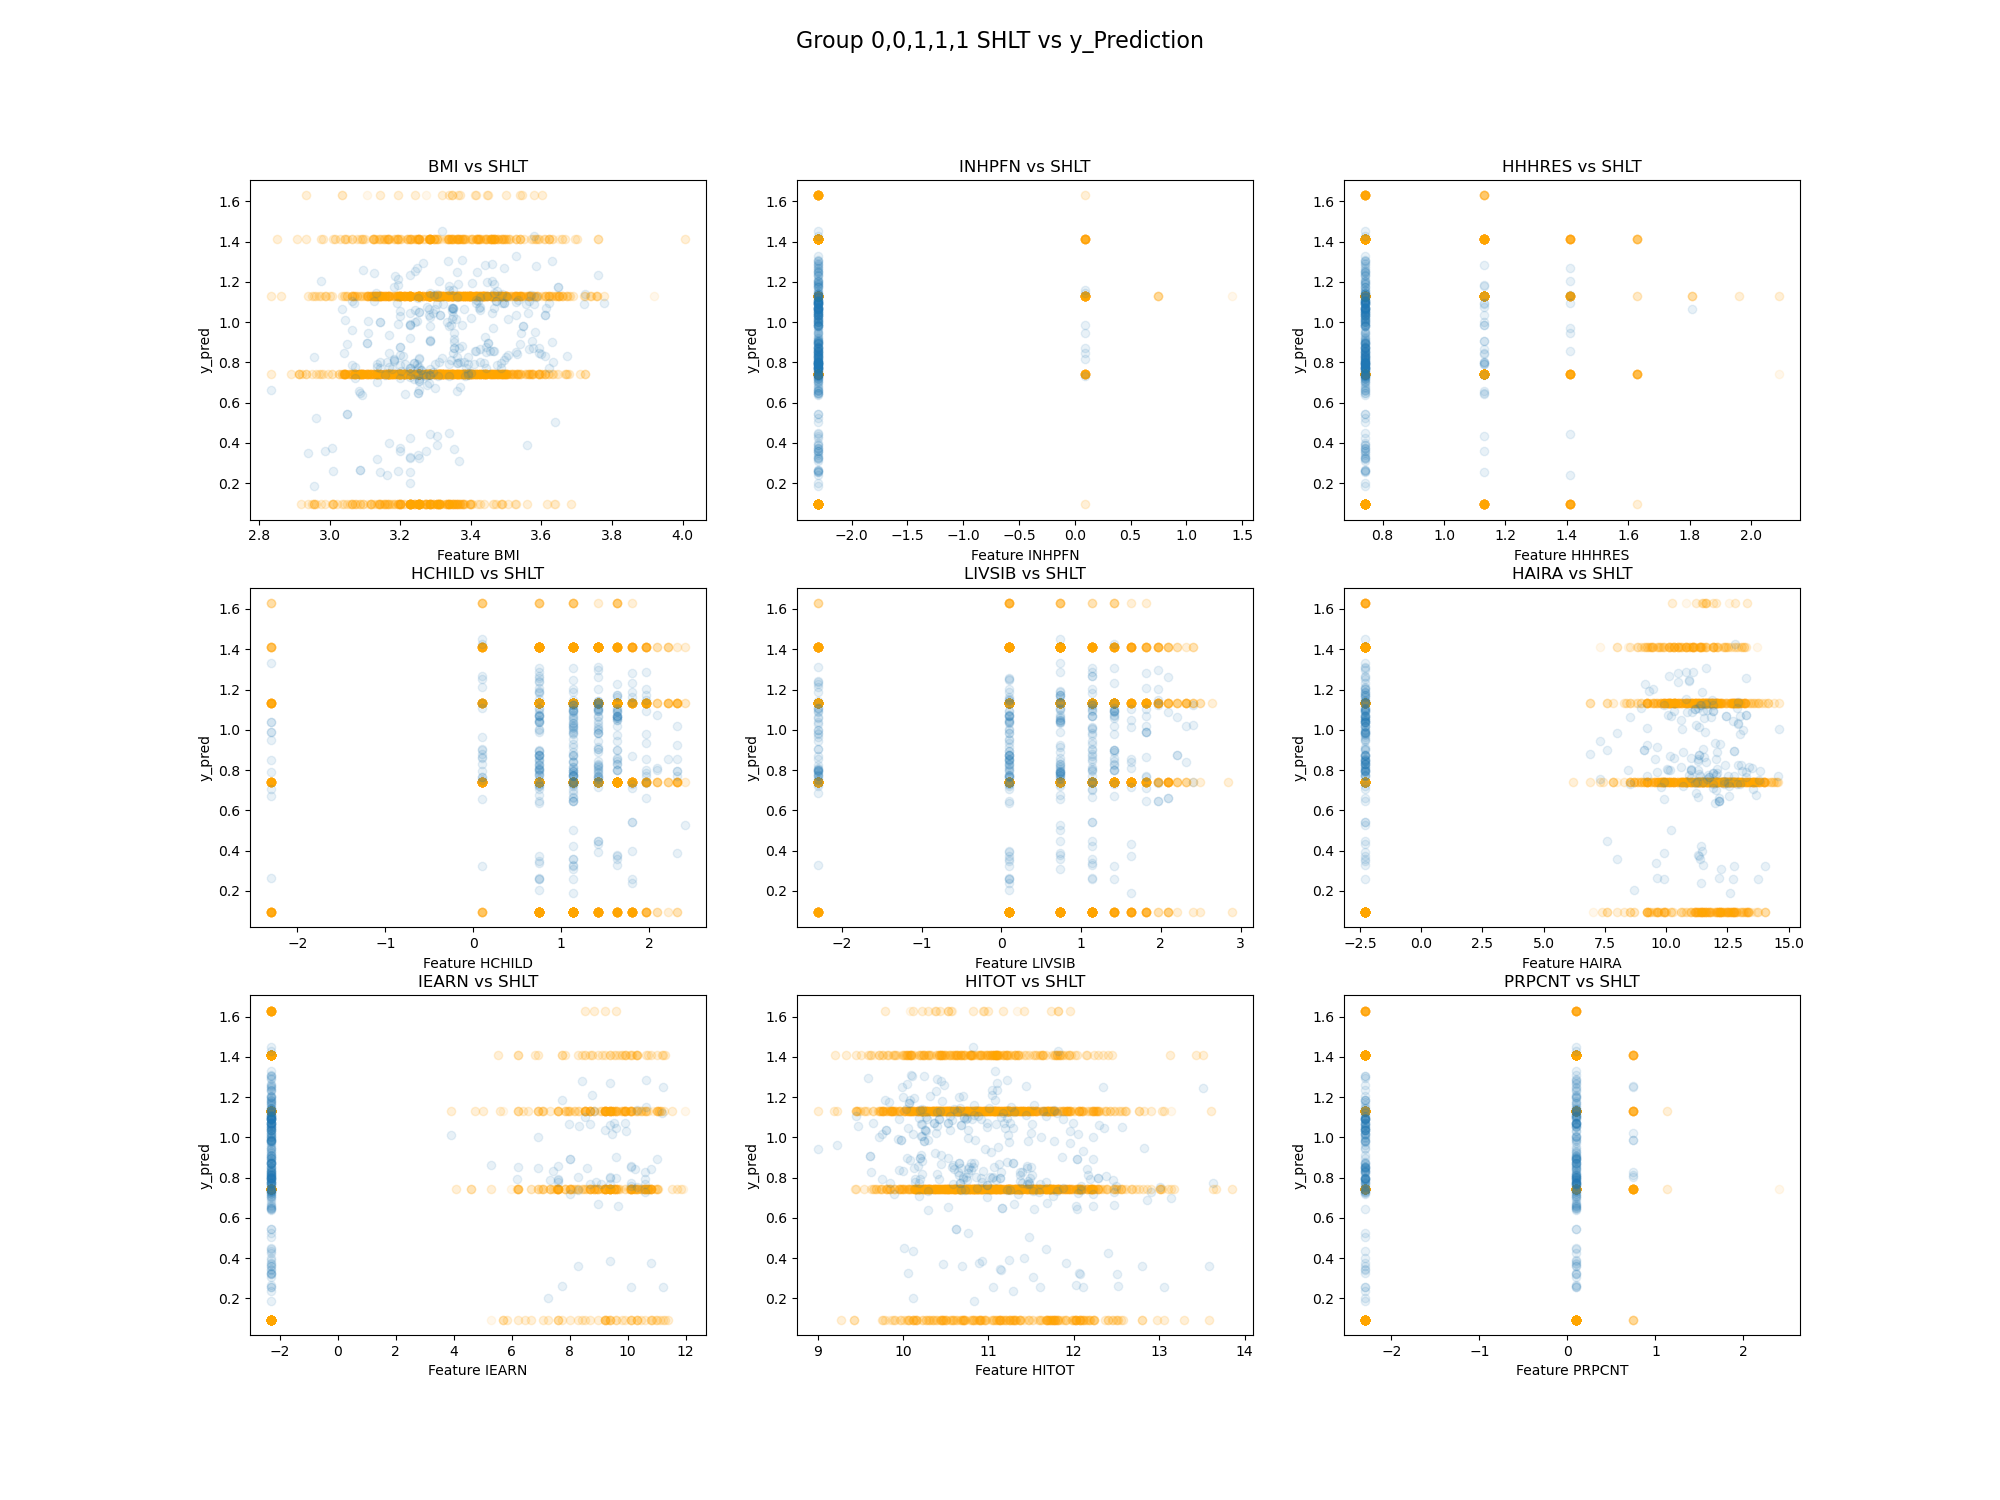 Group 0,0,1,1,1 SHLT vs y_Prediction
BMI vs SHLT
1.6
1.4
1.2
1.0
0.8
0.6
0.4
0.2
y_pred
2.8 3.0 3.2 3.4 3.6 3.8 4.0
Feature BMI
INHPFN vs SHLT
1.6
1.4
1.2
1.0
0.8
0.6
0.4
0.2
y_pred
−2.0 −1.5 −1.0 −0.5 0.0 0.5 1.0 1.5
Feature INHPFN
HHHRES vs SHLT
1.6
1.4
1.2
1.0
0.8
0.6
0.4
0.2
y_pred
0.8 1.0 1.2 1.4 1.6 1.8 2.0
Feature HHHRES
HCHILD vs SHLT
1.6
1.4
1.2
1.0
0.8
0.6
0.4
0.2
y_pred
−2 −1 0 1 2
Feature HCHILD
LIVSIB vs SHLT
1.6
1.4
1.2
1.0
0.8
0.6
0.4
0.2
y_pred
−2 −1 0 1 2 3
Feature LIVSIB
HAIRA vs SHLT
1.6
1.4
1.2
1.0
0.8
0.6
0.4
0.2
y_pred
−2.5 0.0 2.5 5.0 7.5 10.0 12.5 15.0
Feature HAIRA
IEARN vs SHLT
1.6
1.4
1.2
1.0
0.8
0.6
0.4
0.2
y_pred
−2 0 2 4 6 8 10 12
Feature IEARN
HITOT vs SHLT
1.6
1.4
1.2
1.0
0.8
0.6
0.4
0.2
y_pred
9 10 11 12 13 14
Feature HITOT
PRPCNT vs SHLT
1.6
1.4
1.2
1.0
0.8
0.6
0.4
0.2
y_pred
−2 −1 0 1 2
Feature PRPCNT